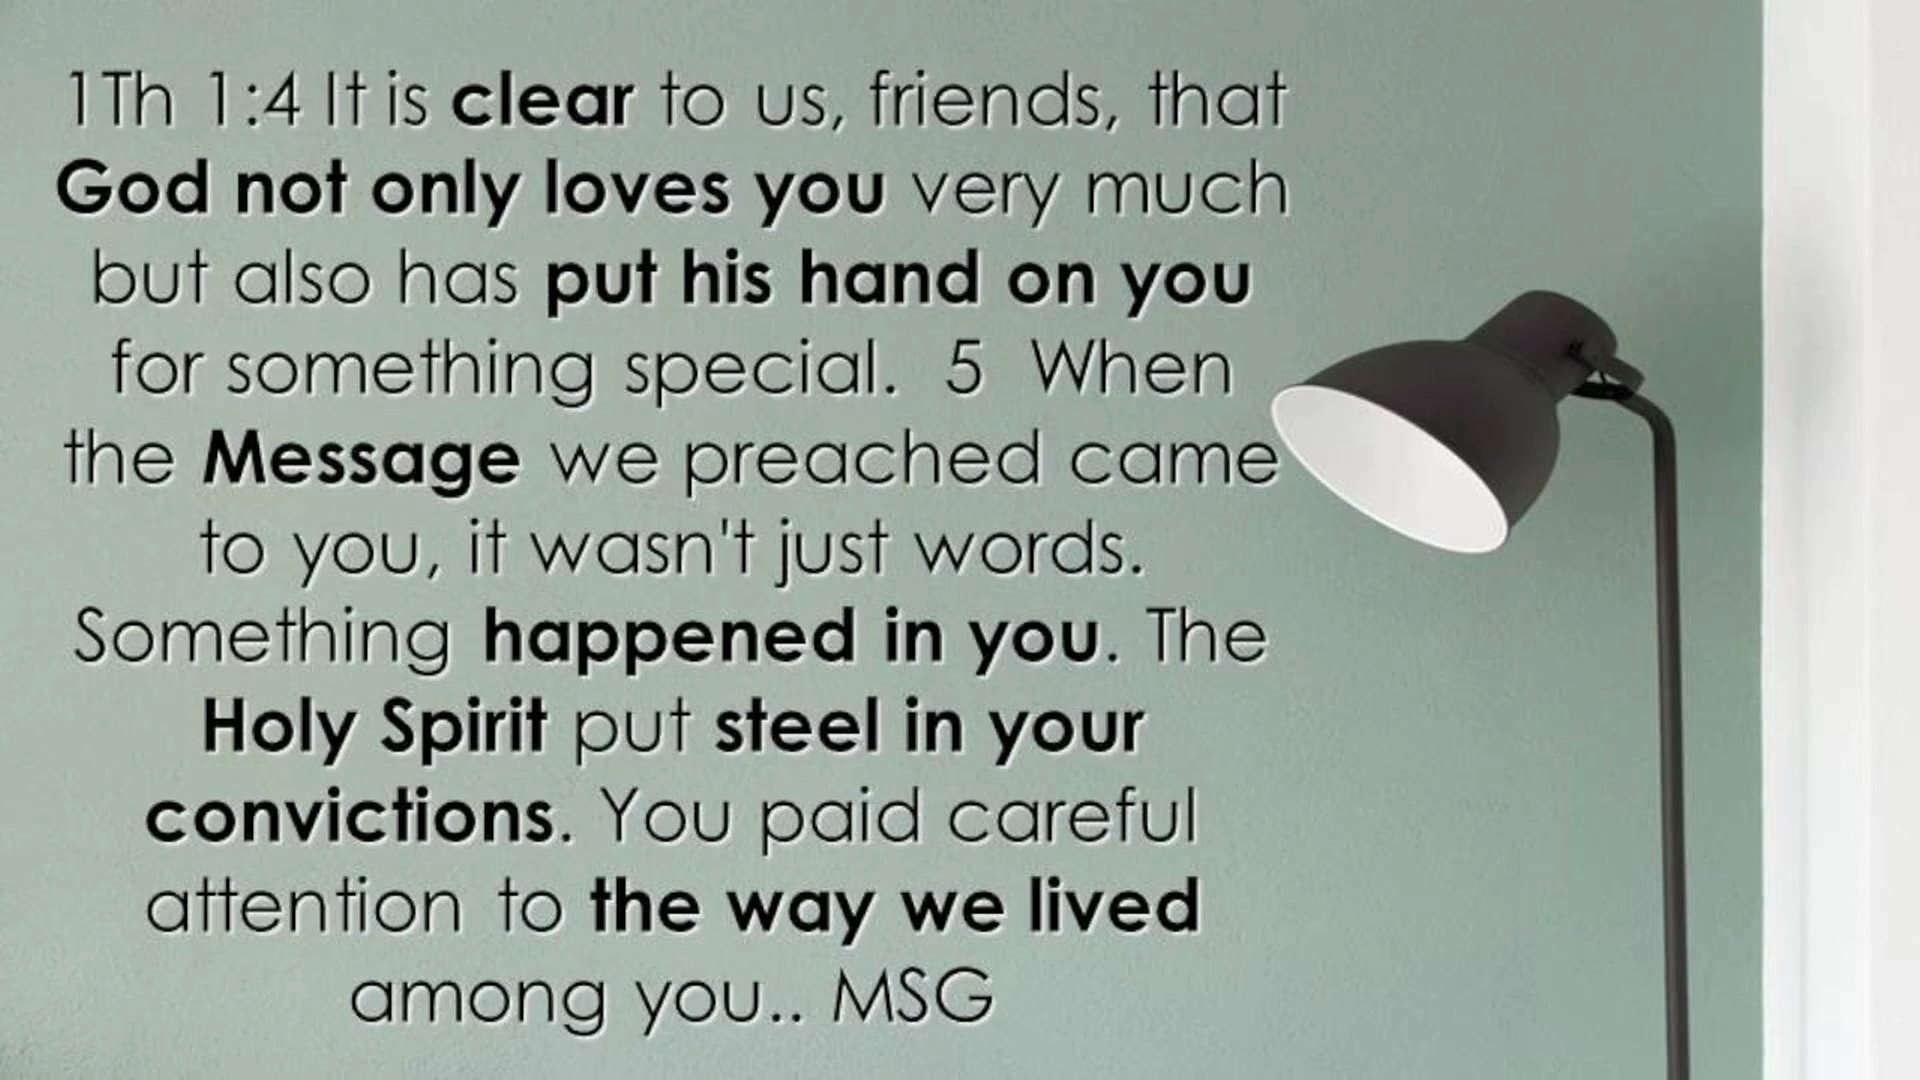 1Th 1:4 It is clear to us, friends, that
God not only loves you very much
but also has put his hand on you
for something special. 5 When
the Message we preached came
to you, it wasn't just words.
Something happened in you. The
Holy Spirit put steel in your
convictions. You paid careful
attention to the way we lived
among you.. MSG